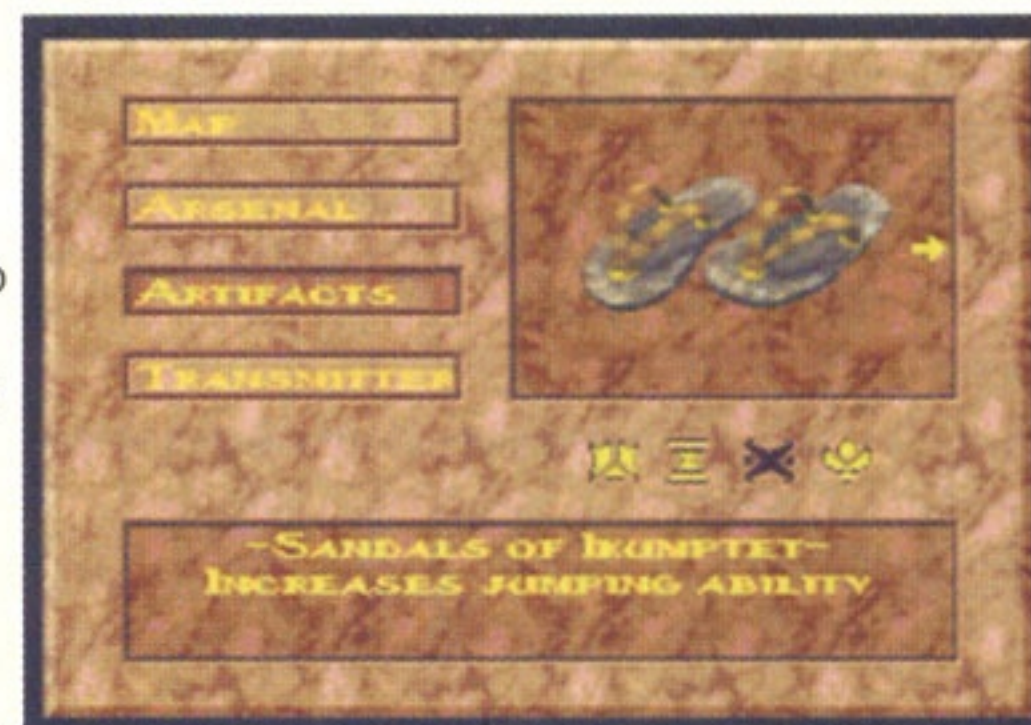 Map
Arsenal
Artifacts
Transmitter
-Sandals of Ikumptet-
Increases jumping ability